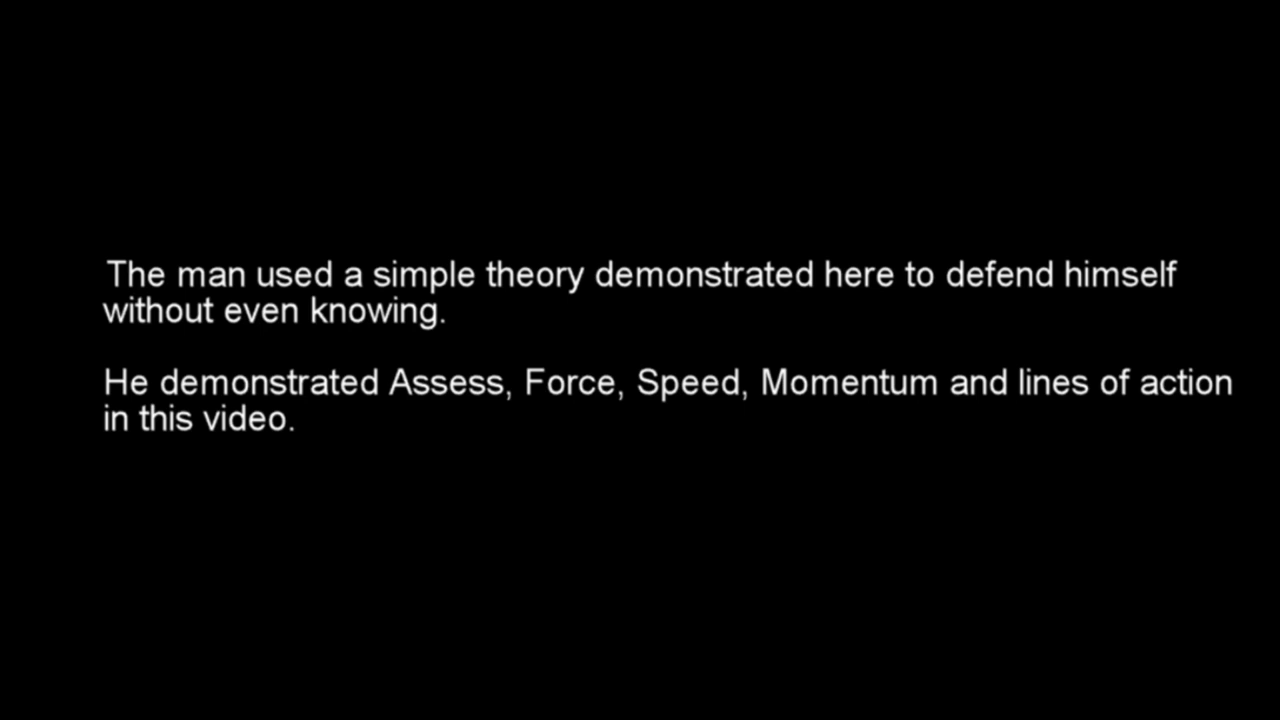 The man used a simple theory demonstrated here to defend himself
without even knowing.
He demonstrated Assess, Force, Speed, Momentum and lines of action
in this video.